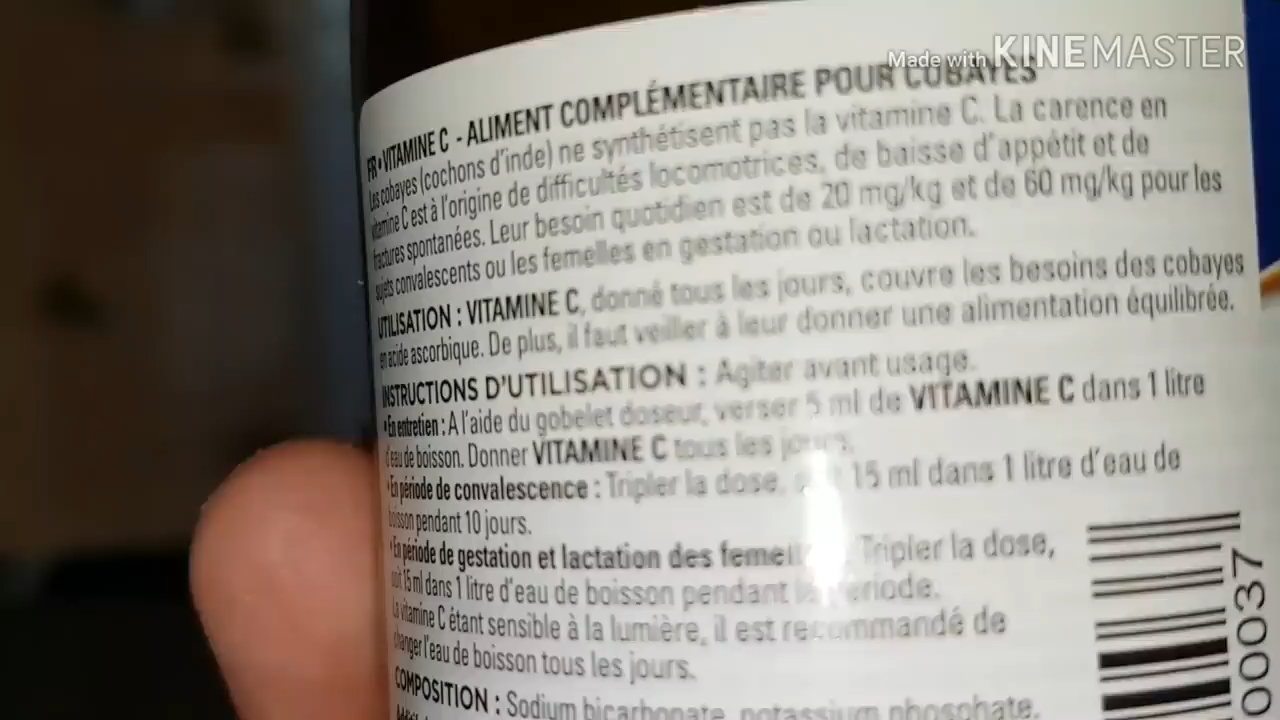 Made with KINEMASTER
FR • VITAMINE C - ALIMENT COMPLÉMENTAIRE POUR COBAYES
Les cobayes (cochons d'inde) ne synthétisent pas la vitamine C. La carence en
vitamine C est à l'origine de difficultés locomotrices, de baisse d'appétit et de
fractures spontanées. Leur besoin quotidien est de 20 mg/kg et de 60 mg/kg pour les
sujets convalescents ou les femelles en gestation ou lactation.
UTILISATION : VITAMINE C, donné tous les jours, couvre les besoins des cobayes
en acide ascorbique. De plus, il faut veiller à leur donner une alimentation équilibrée.
INSTRUCTIONS D'UTILISATION : Agiter avant usage.
• En entretien : A l'aide du gobelet doseur, verser 5 ml de VITAMINE C dans 1 litre
d'eau de boisson. Donner VITAMINE C tous les jours.
• En période de convalescence : Tripler la dose, 15 ml dans 1 litre d'eau de
boisson pendant 10 jours.
• En période de gestation et lactation des Tripler la dose,
soit 15 ml dans 1 litre d'eau de boisson pendant
La vitamine C étant sensible à la lumière, il est recommandé de
changer l'eau de boisson tous les jours.
COMPOSITION : Sodium bicarbonate, potassium phosphate.
00037